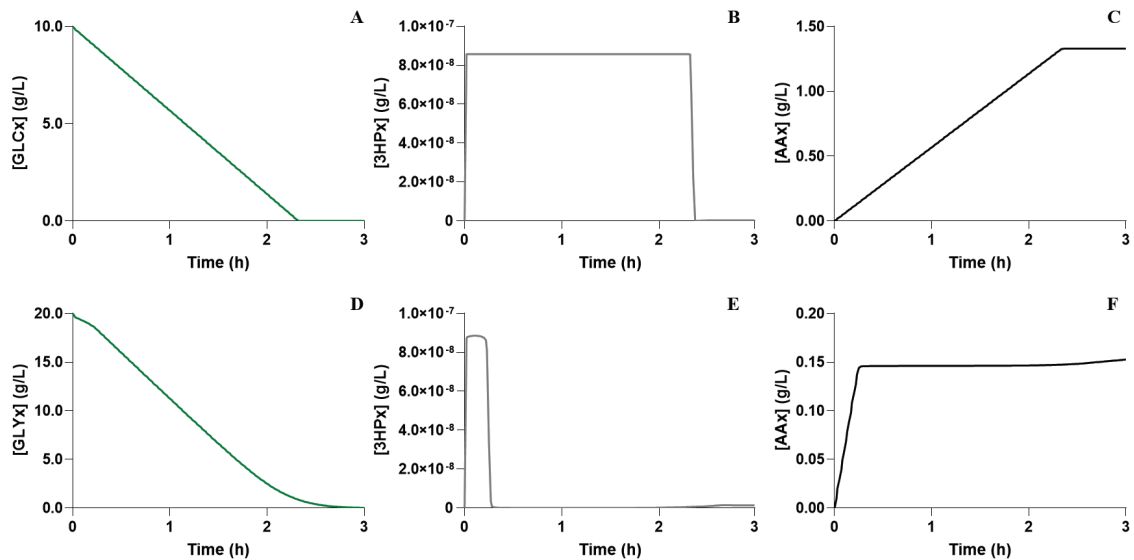 A
[GLCx] (g/L)
10.0
5.0
0.0
0 1 2 3
Time (h)
B
[3HPx] (g/L)
1.0×10⁻⁷
8.0×10⁻⁸
6.0×10⁻⁸
4.0×10⁻⁸
2.0×10⁻⁸
0
0 1 2 3
Time (h)
C
[AAx] (g/L)
1.50
1.00
0.50
0.00
0 1 2 3
Time (h)
D
[GLYx] (g/L)
20.0
15.0
10.0
5.0
0.0
0 1 2 3
Time (h)
E
[3HPx] (g/L)
1.0×10⁻⁷
8.0×10⁻⁸
6.0×10⁻⁸
4.0×10⁻⁸
2.0×10⁻⁸
0
0 1 2 3
Time (h)
F
[AAx] (g/L)
0.20
0.15
0.10
0.05
0.00
0 1 2 3
Time (h)